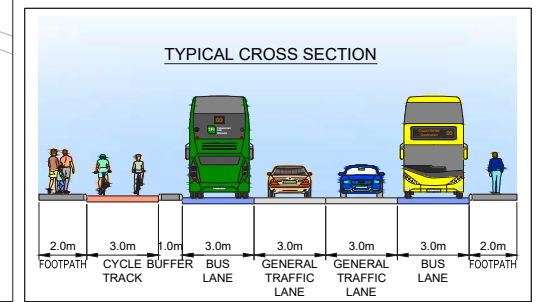 TYPICAL CROSS SECTION
2.0m 3.0m 1.0m 3.0m 3.0m 3.0m 3.0m 2.0m
FOOTPATH CYCLE BUFFER BUS GENERAL GENERAL BUS FOOTPATH
TRACK LANE TRAFFIC TRAFFIC LANE
LANE LANE